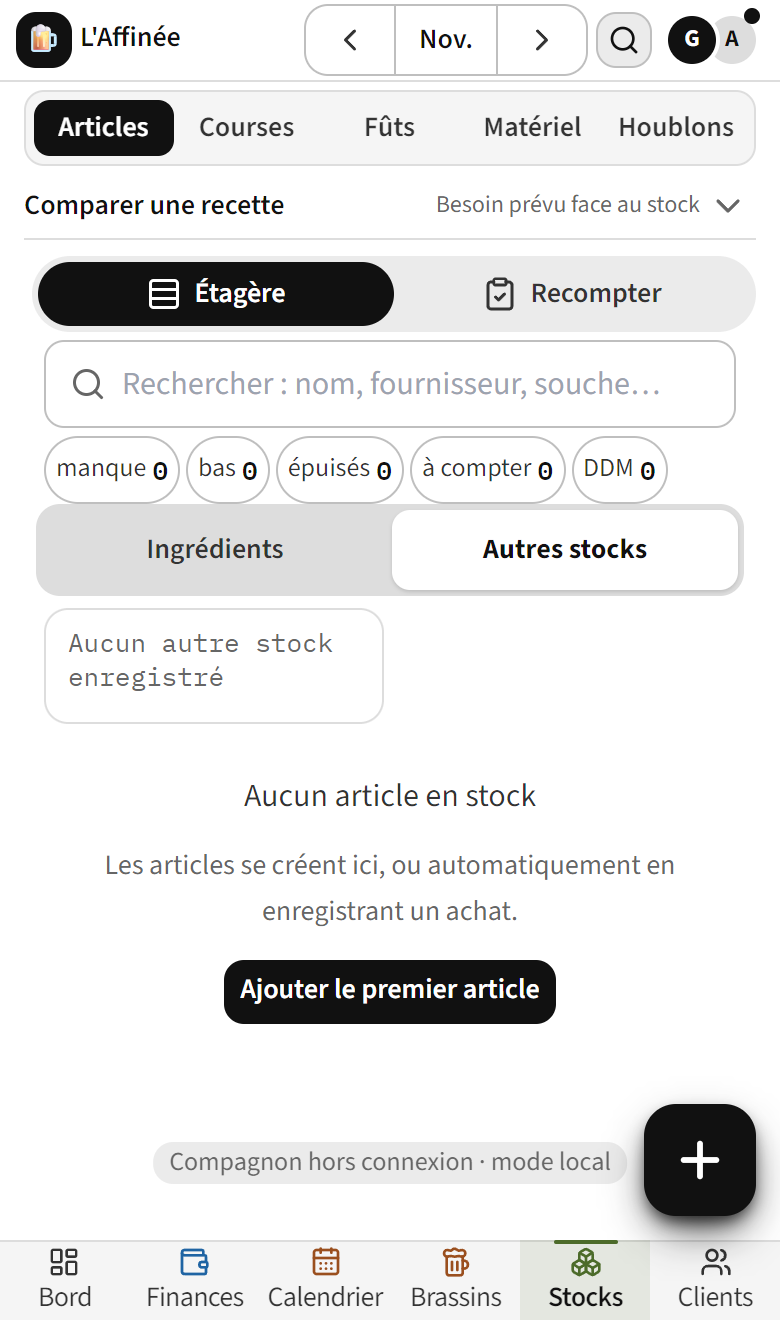 L'Affinée
Nov.
G
A
Articles
Courses
Fûts
Matériel
Houblons
Comparer une recette
Besoin prévu face au stock
Étagère
Recompter
Rechercher : nom, fournisseur, souche…
manque 0
bas 0
épuisés 0
à compter 0
DDM 0
Ingrédients
Autres stocks
Aucun autre stock
enregistré
Aucun article en stock
Les articles se créent ici, ou automatiquement en
enregistrant un achat.
Ajouter le premier article
Compagnon hors connexion · mode local
Bord
Finances
Calendrier
Brassins
Stocks
Clients